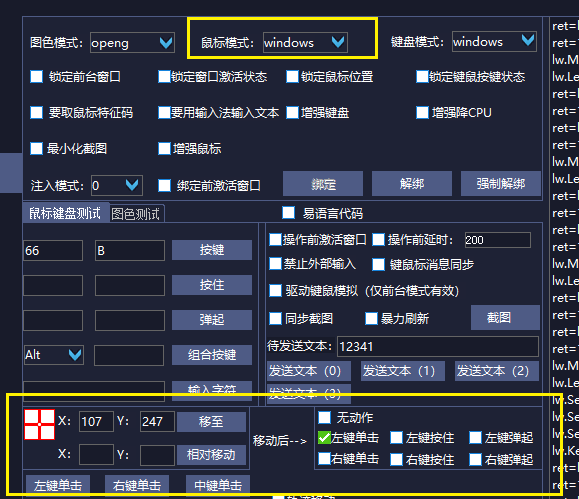 图色模式: openg 鼠标模式: windows 键盘模式: windows
锁定前台窗口 锁定窗口激活状态 锁定鼠标位置 锁定键鼠按键状态
要取鼠标特征码 要用输入法输入文本 增强键盘 增强降CPU
最小化截图 增强鼠标
注入模式: 0 绑定前激活窗口 绑定 解绑 强制解绑
鼠标键盘测试 图色测试 易语言代码
操作前激活窗口 操作前延时: 200
66 B 按键
禁止外部输入 键鼠标消息同步
按住
驱动键鼠模拟（仅前台模式有效）
弹起 同步截图 暴力刷新 截图
待发送文本: 12341
Alt 组合按键
发送文本（0） 发送文本（1） 发送文本（2）
输入字符 发送文本（3）
X: 107 Y: 247 移至 无动作
移动后--> 左键单击 左键按住 左键弹起
X: Y: 相对移动 右键单击 右键按住 右键弹起
左键单击 右键单击 中键单击
ret=
ret=
lw.M
lw.Le
ret=
ret=
lw.M
lw.Le
ret=
ret=
lw.M
lw.Le
ret=
ret=
lw.M
lw.Le
ret=
ret=
lw.M
lw.Le
lw.Se
lw.Se
lw.Se
lw.Ke
ret=
ret=